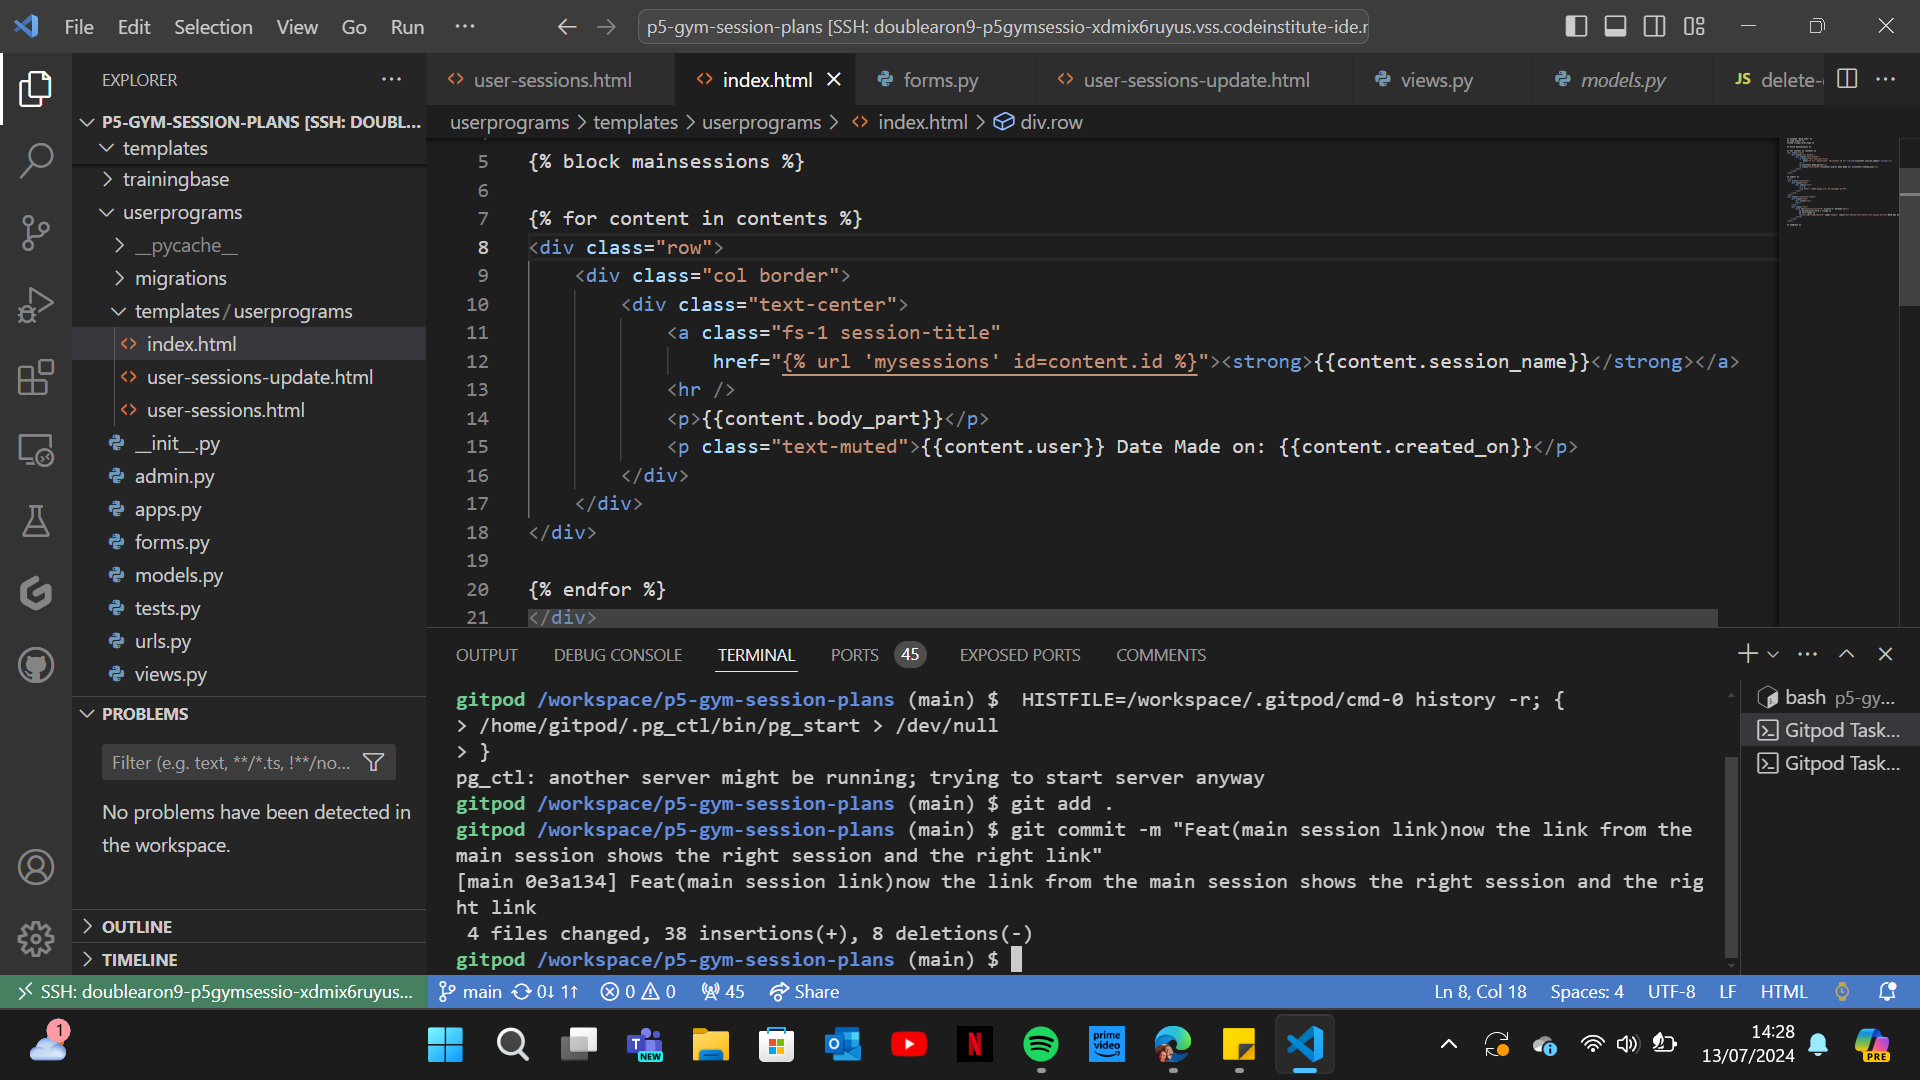 File Edit Selection View Go Run ···
p5-gym-session-plans [SSH: doublearon9-p5gymsessio-xdmix6ruyus.vss.codeinstitute-ide.r
EXPLORER
user-sessions.html
index.html
forms.py
user-sessions-update.html
views.py
models.py
JS delete-
userprograms > templates > userprograms > index.html > div.row
P5-GYM-SESSION-PLANS [SSH: DOUBL...
templates
trainingbase
userprograms
__pycache__
migrations
templates/userprograms
index.html
user-sessions-update.html
user-sessions.html
__init__.py
admin.py
apps.py
forms.py
models.py
tests.py
urls.py
views.py
PROBLEMS
Filter (e.g. text, **/*.ts, !**/no...
No problems have been detected in
the workspace.
OUTLINE
TIMELINE
5 {% block mainsessions %}
6
7 {% for content in contents %}
8 <div class="row">
9 <div class="col border">
10 <div class="text-center">
11 <a class="fs-1 session-title"
12 href="{% url 'mysessions' id=content.id %}"><strong>{{content.session_name}}</strong></a>
13 <hr />
14 <p>{{content.body_part}}</p>
15 <p class="text-muted">{{content.user}} Date Made on: {{content.created_on}}</p>
16 </div>
17 </div>
18 </div>
19
20 {% endfor %}
21 </div>
OUTPUT DEBUG CONSOLE TERMINAL PORTS 45 EXPOSED PORTS COMMENTS
gitpod /workspace/p5-gym-session-plans (main) $  HISTFILE=/workspace/.gitpod/cmd-0 history -r; {
> /home/gitpod/.pg_ctl/bin/pg_start > /dev/null
> }
pg_ctl: another server might be running; trying to start server anyway
gitpod /workspace/p5-gym-session-plans (main) $ git add .
gitpod /workspace/p5-gym-session-plans (main) $ git commit -m "Feat(main session link)now the link from the
main session shows the right session and the right link"
[main 0e3a134] Feat(main session link)now the link from the main session shows the right session and the rig
ht link
4 files changed, 38 insertions(+), 8 deletions(-)
gitpod /workspace/p5-gym-session-plans (main) $
bash p5-gy...
Gitpod Task...
Gitpod Task...
SSH: doublearon9-p5gymsessio-xdmix6ruyus... main 0↓ 1↑ 0 0 45 Share Ln 8, Col 18 Spaces: 4 UTF-8 LF HTML
1
T NEW
prime video
14:28
13/07/2024
PRE